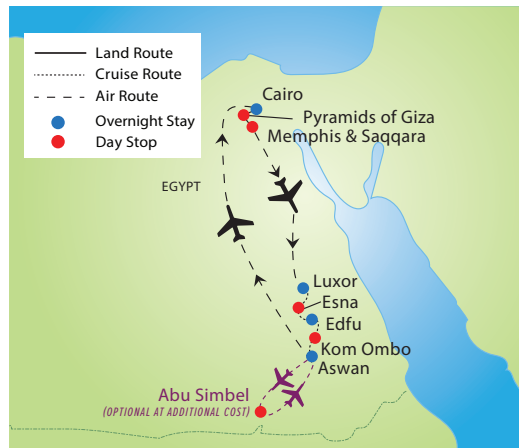 Land Route
Cruise Route
Air Route
Overnight Stay
Day Stop
Cairo
Pyramids of Giza
Memphis & Saqqara
EGYPT
Luxor
Esna
Edfu
Kom Ombo
Aswan
Abu Simbel
(OPTIONAL AT ADDITIONAL COST)